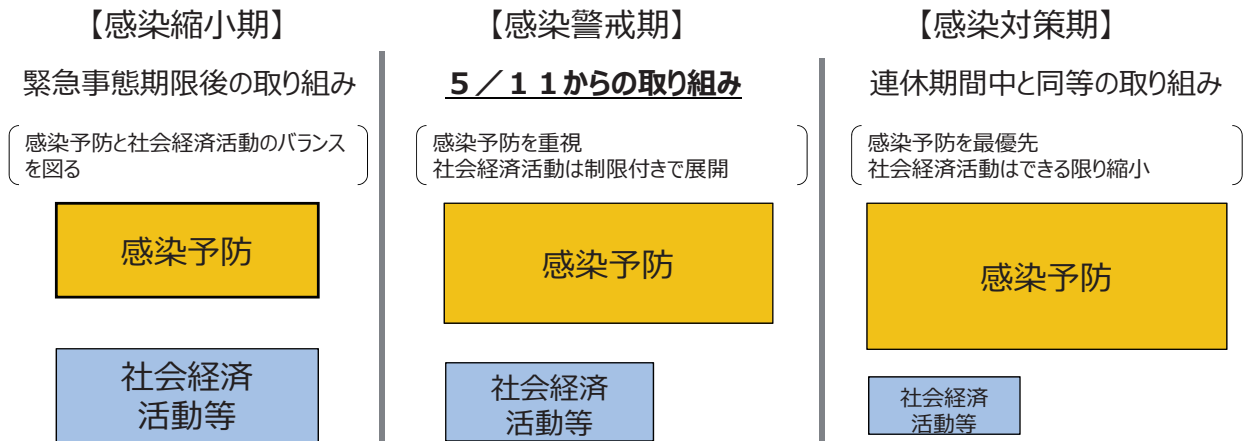 【感染縮小期】
緊急事態期限後の取り組み
感染予防と社会経済活動のバランス
を図る
感染予防
社会経済
活動等
【感染警戒期】
5/11からの取り組み
感染予防を重視
社会経済活動は制限付きで展開
感染予防
社会経済
活動等
【感染対策期】
連休期間中と同等の取り組み
感染予防を最優先
社会経済活動はできる限り縮小
感染予防
社会経済
活動等